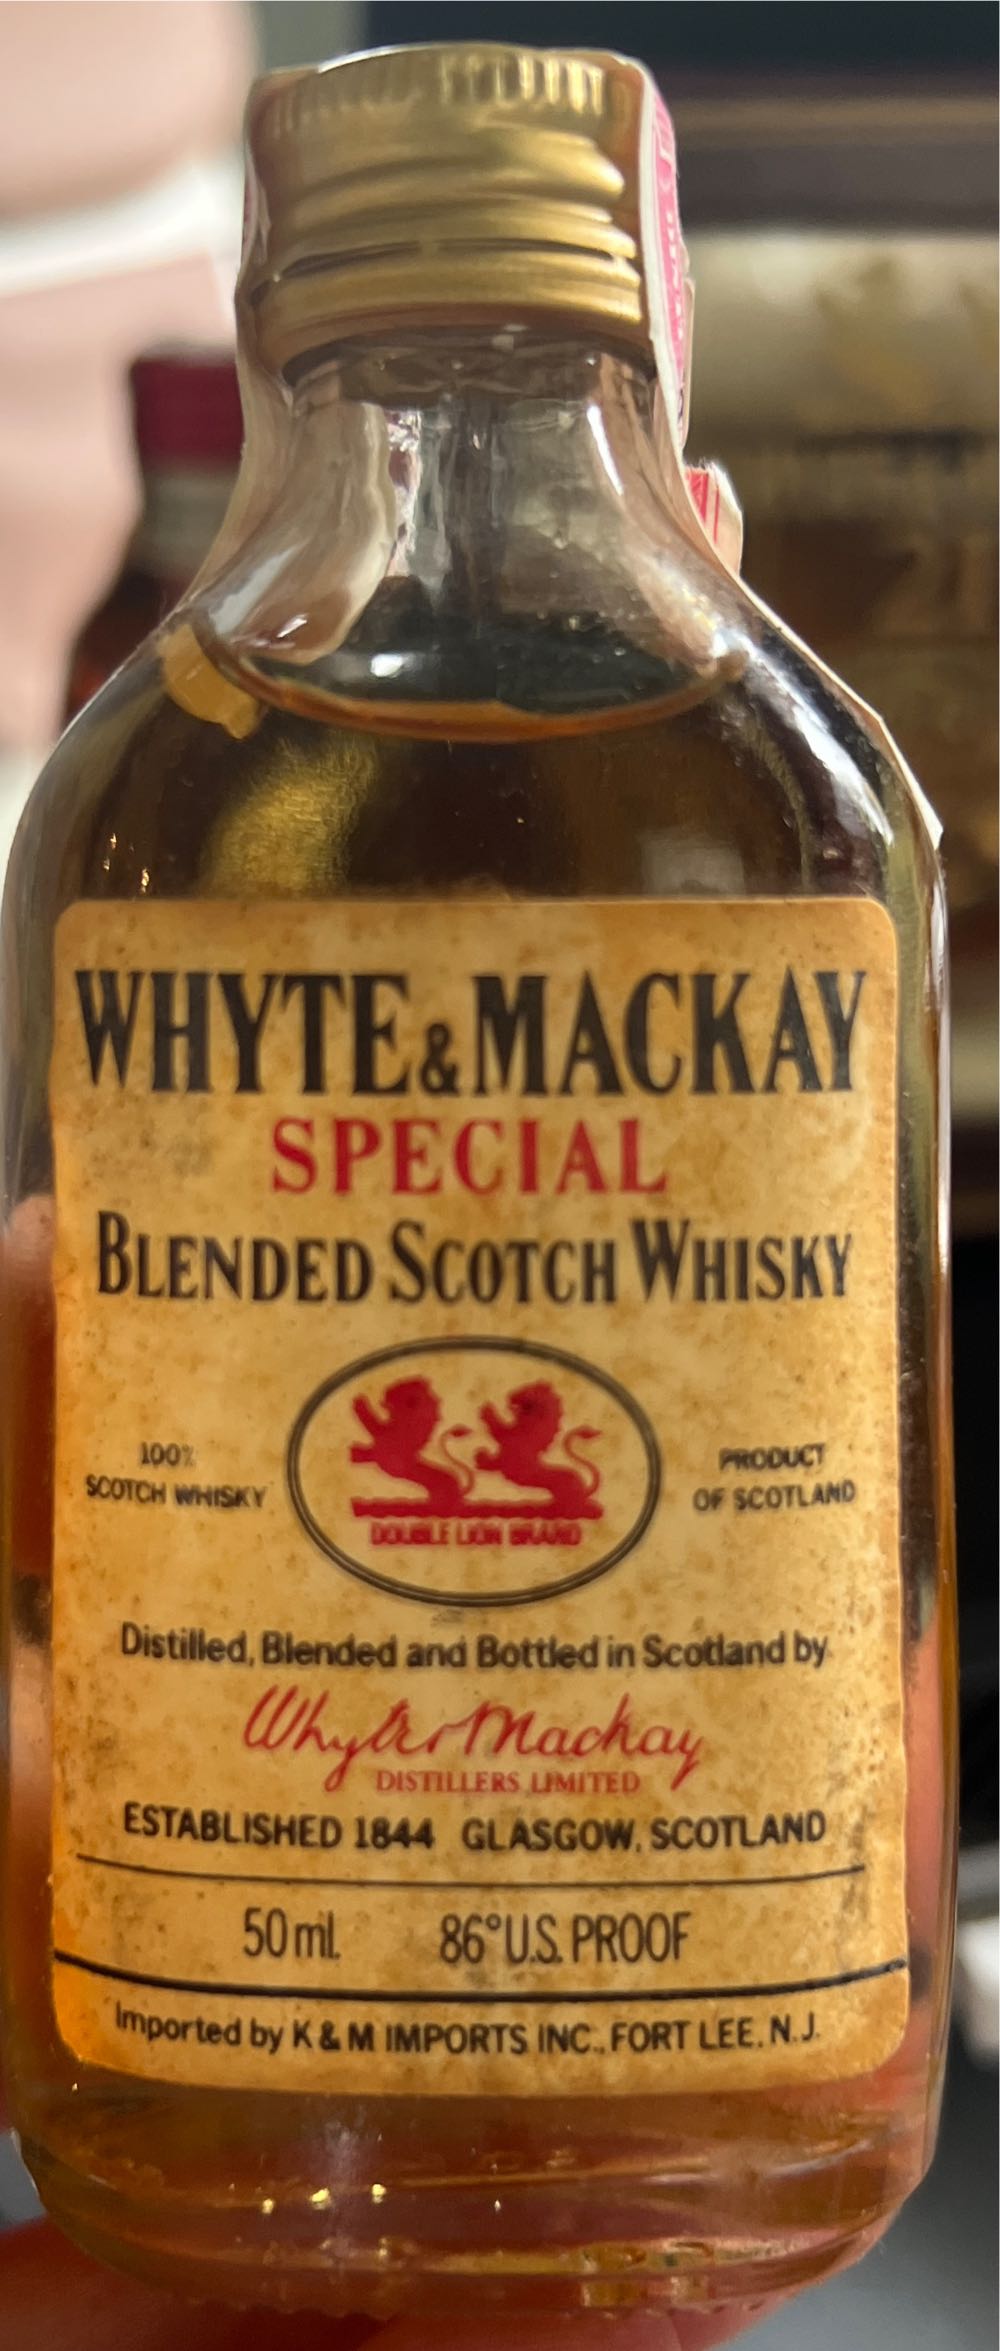 WHYTE & MACKAY
SPECIAL
BLENDED SCOTCH WHISKY
100%
SCOTCH WHISKY
PRODUCT
OF SCOTLAND
DOUBLE LION BRAND
Distilled, Blended and Bottled in Scotland by
Whyte & Mackay
DISTILLERS LIMITED
ESTABLISHED 1844 GLASGOW, SCOTLAND
50 ml. 86° U.S. PROOF
Imported by K & M IMPORTS INC., FORT LEE, N.J.
21